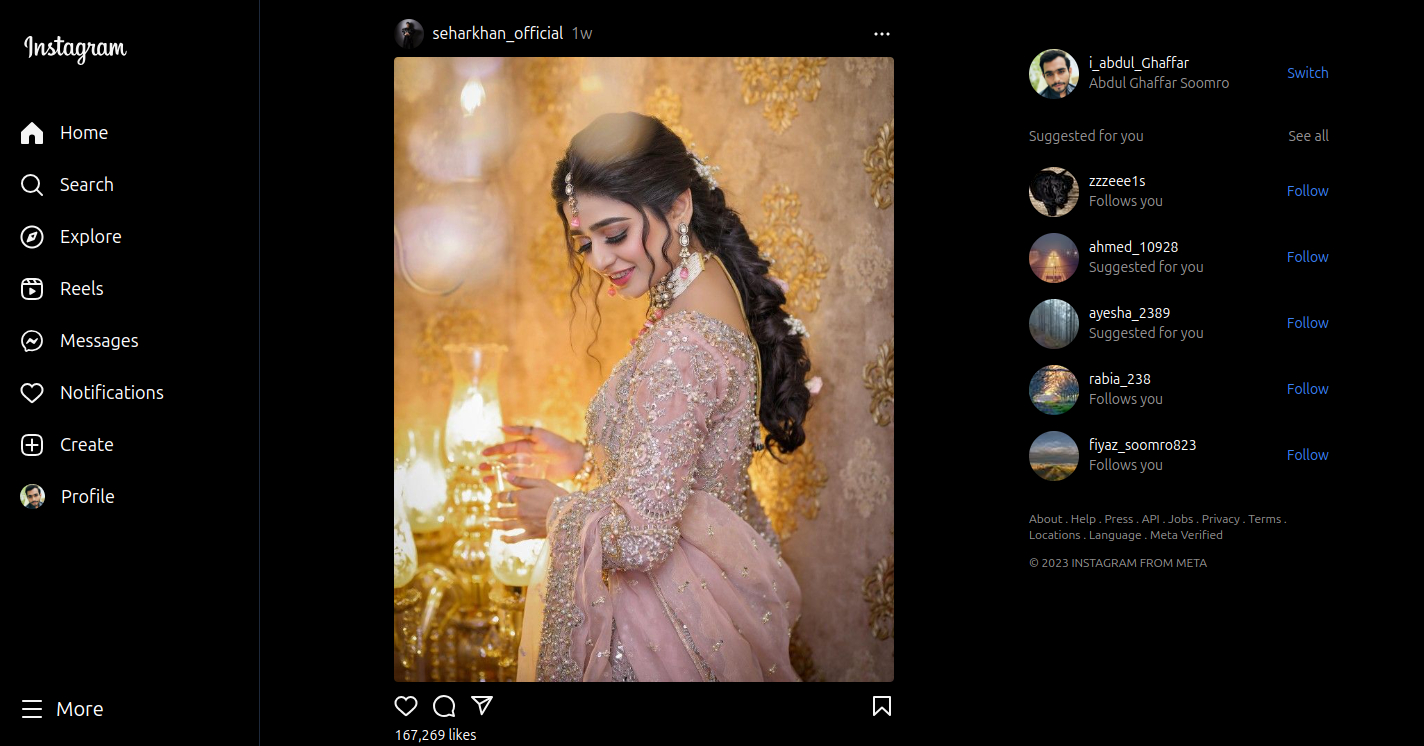 Instagram
Home
Search
Explore
Reels
Messages
Notifications
Create
Profile
More
seharkhan_official 1w
167,269 likes
i_abdul_Ghaffar
Abdul Ghaffar Soomro
Switch
Suggested for you See all
zzzeee1s
Follows you
Follow
ahmed_10928
Suggested for you
Follow
ayesha_2389
Suggested for you
Follow
rabia_238
Follows you
Follow
fiyaz_soomro823
Follows you
Follow
About . Help . Press . API . Jobs . Privacy . Terms .
Locations . Language . Meta Verified
© 2023 INSTAGRAM FROM META